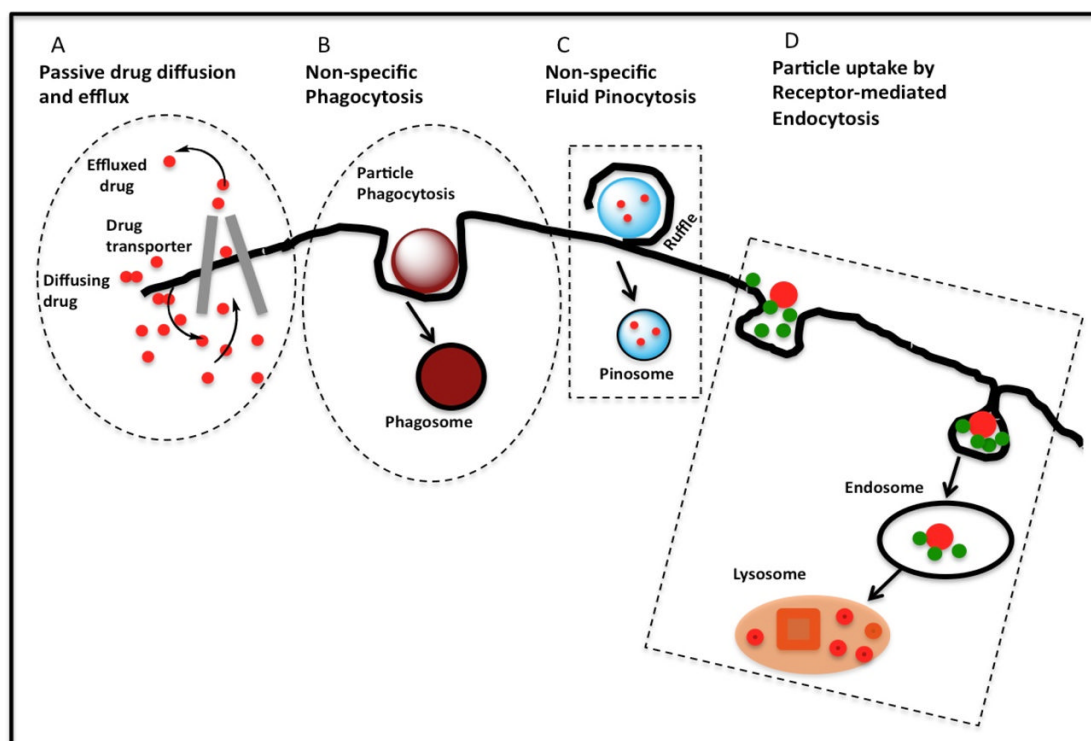 A
Passive drug diffusion
and efflux
B
Non-specific
Phagocytosis
C
Non-specific
Fluid Pinocytosis
D
Particle uptake by
Receptor-mediated
Endocytosis
Effluxed
drug
Drug
transporter
Diffusing
drug
Particle
Phagocytosis
Phagosome
Ruffle
Pinosome
Endosome
Lysosome